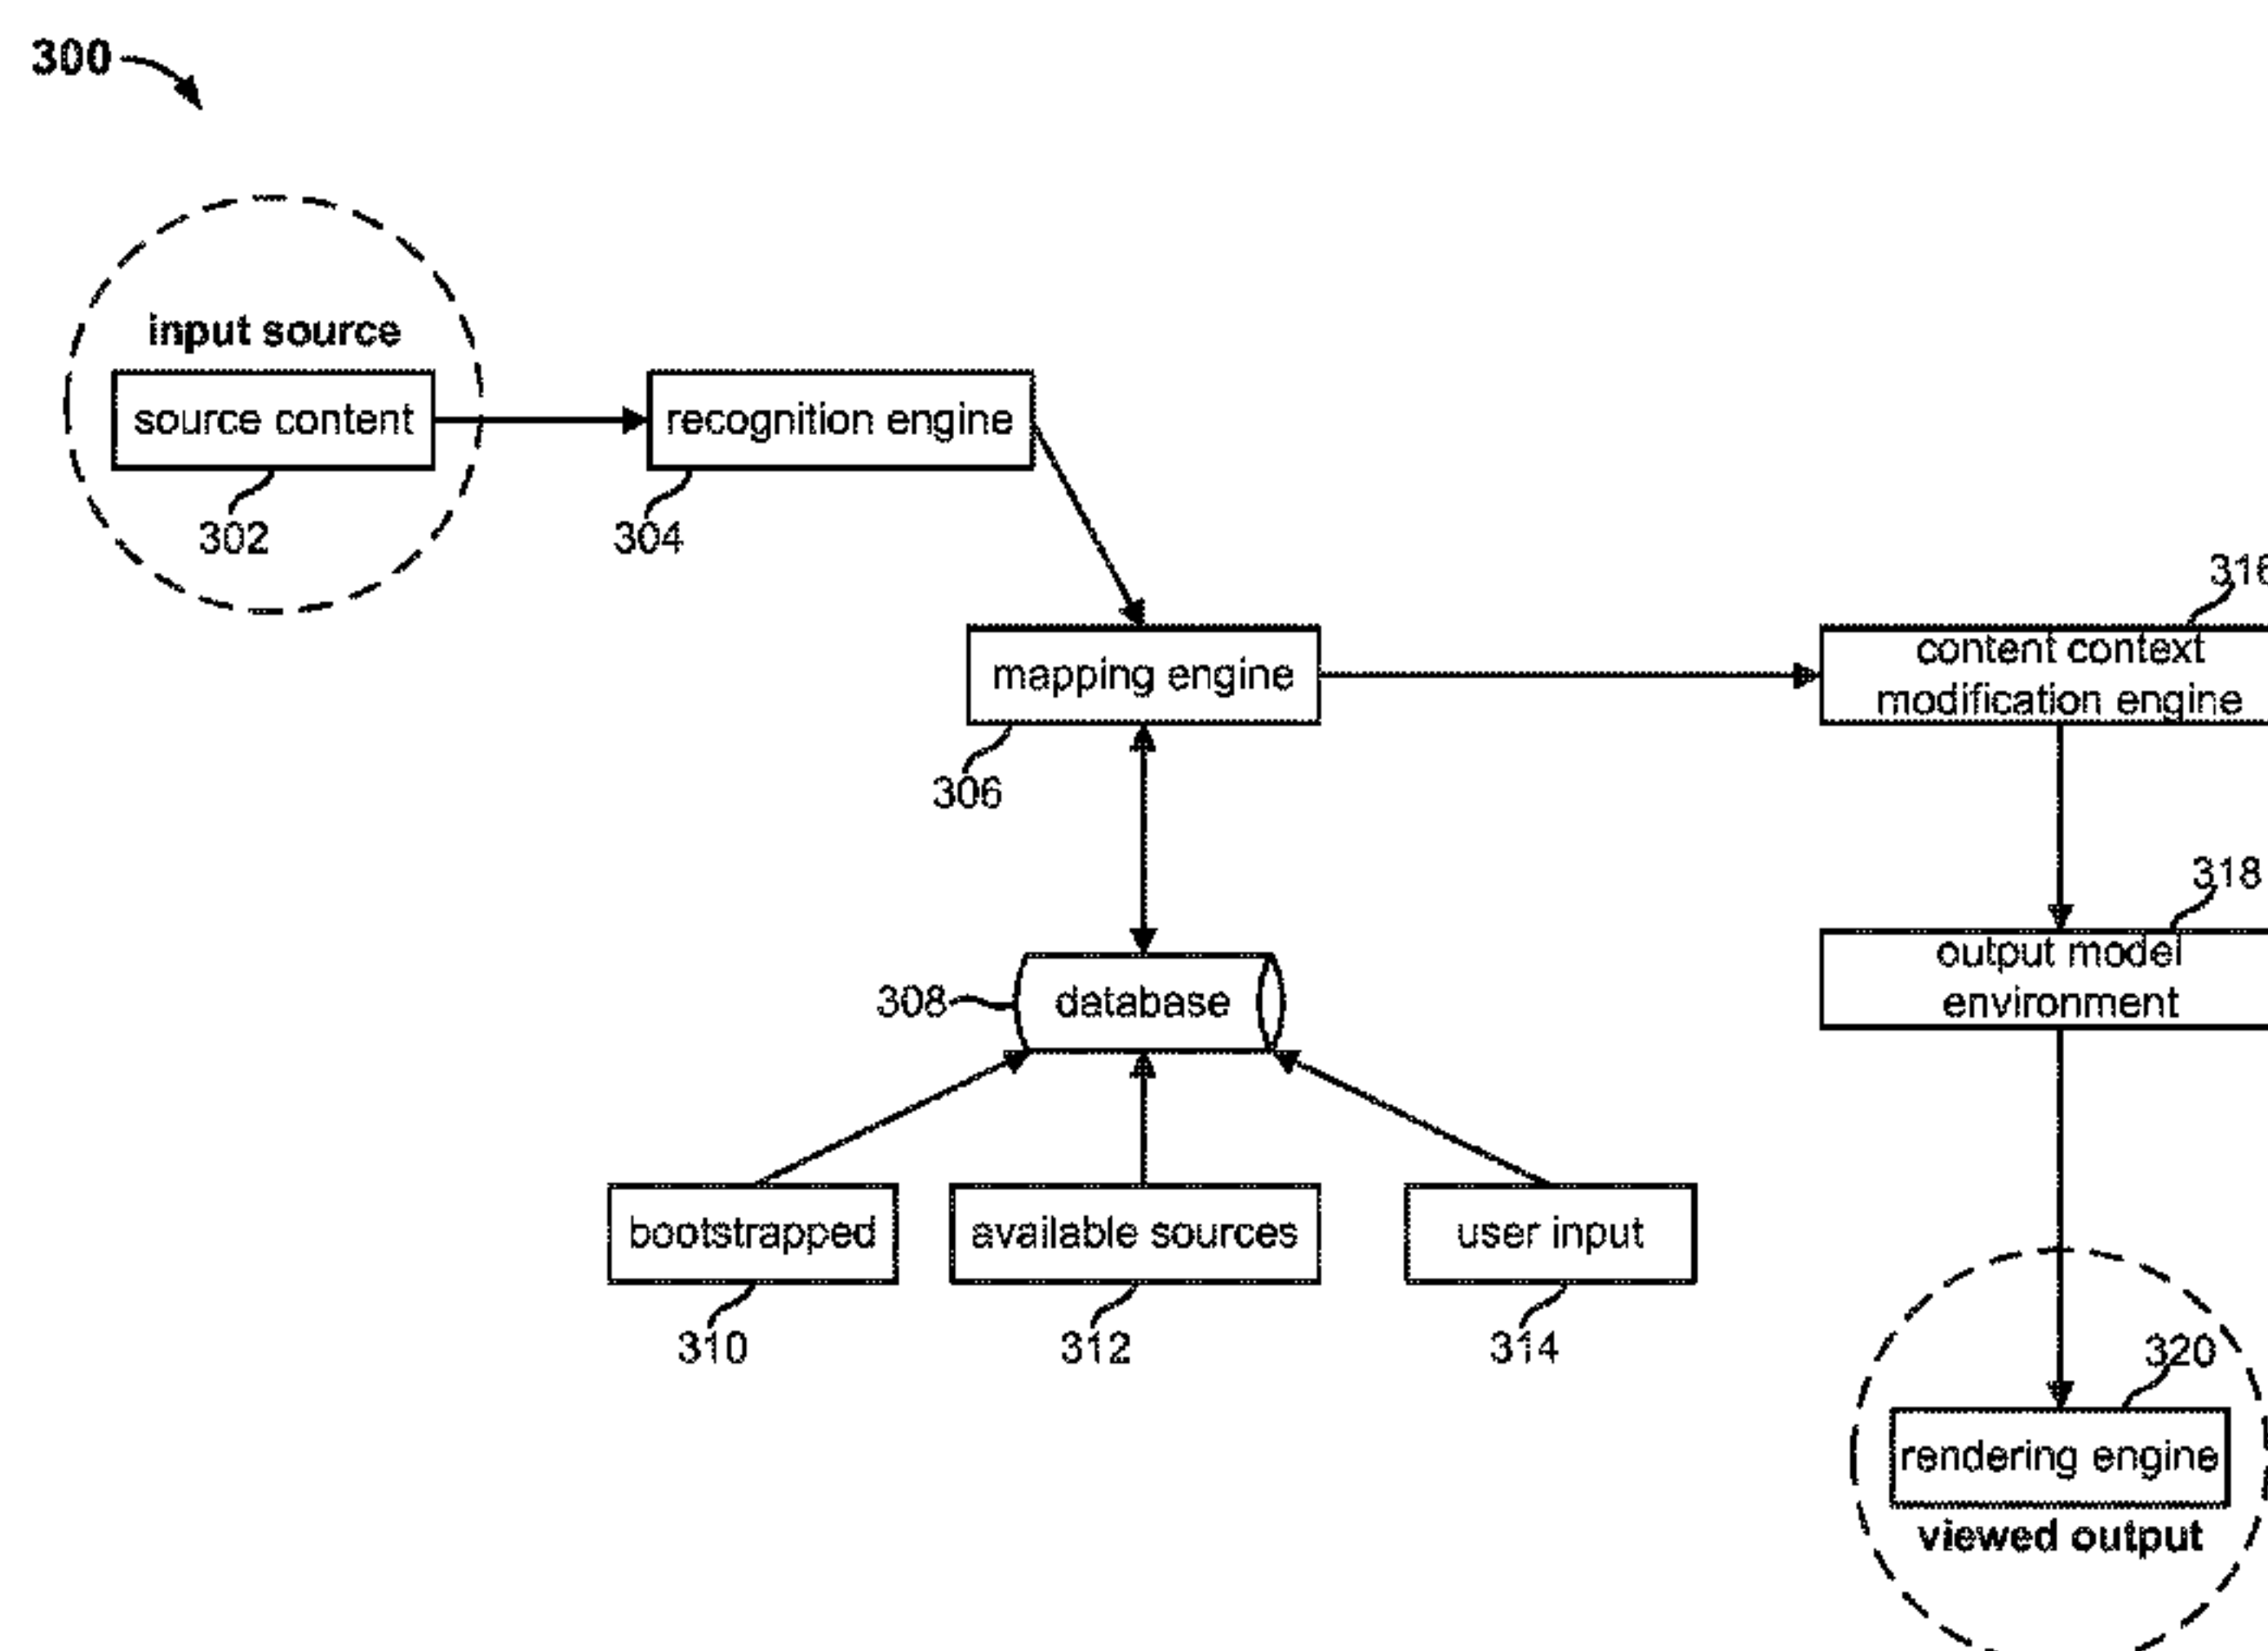 300
input source
source content
302
recognition engine
304
316
mapping engine
306
content context
modification engine
318
308
database
output model
environment
bootstrapped
310
available sources
312
user input
314
320
rendering engine
viewed output